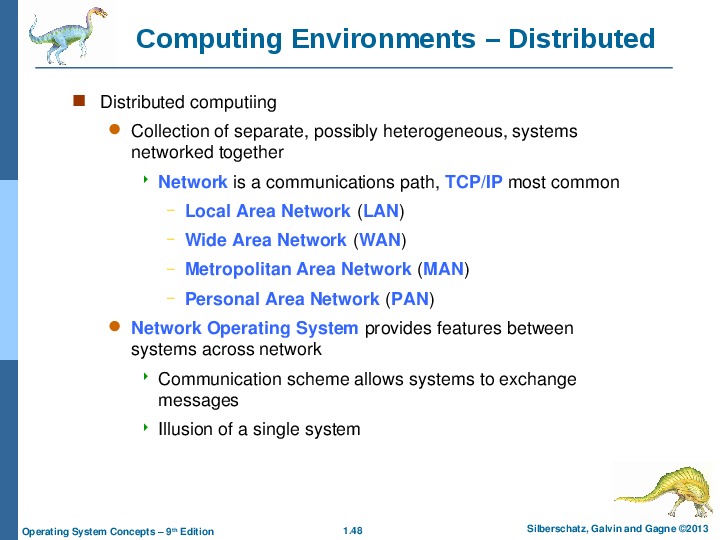 Computing Environments – Distributed
Distributed computiing
Collection of separate, possibly heterogeneous, systems
networked together
Network is a communications path, TCP/IP most common
– Local Area Network (LAN)
– Wide Area Network (WAN)
– Metropolitan Area Network (MAN)
– Personal Area Network (PAN)
Network Operating System provides features between
systems across network
Communication scheme allows systems to exchange
messages
Illusion of a single system
Operating System Concepts – 9th Edition
1.48
Silberschatz, Galvin and Gagne ©2013